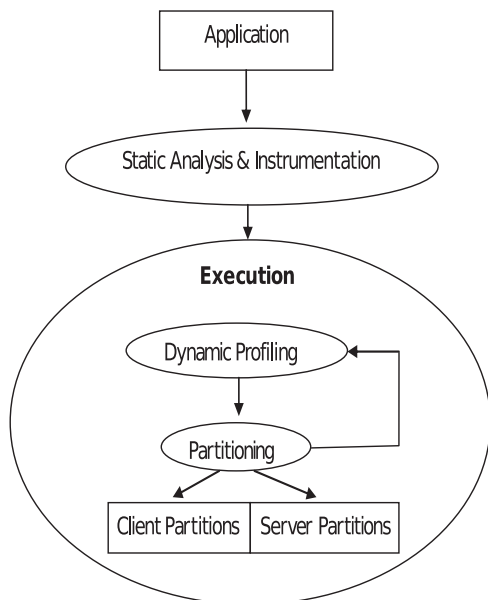 Application
Static Analysis & Instrumentation
Execution
Dynamic Profiling
Partitioning
Client Partitions
Server Partitions